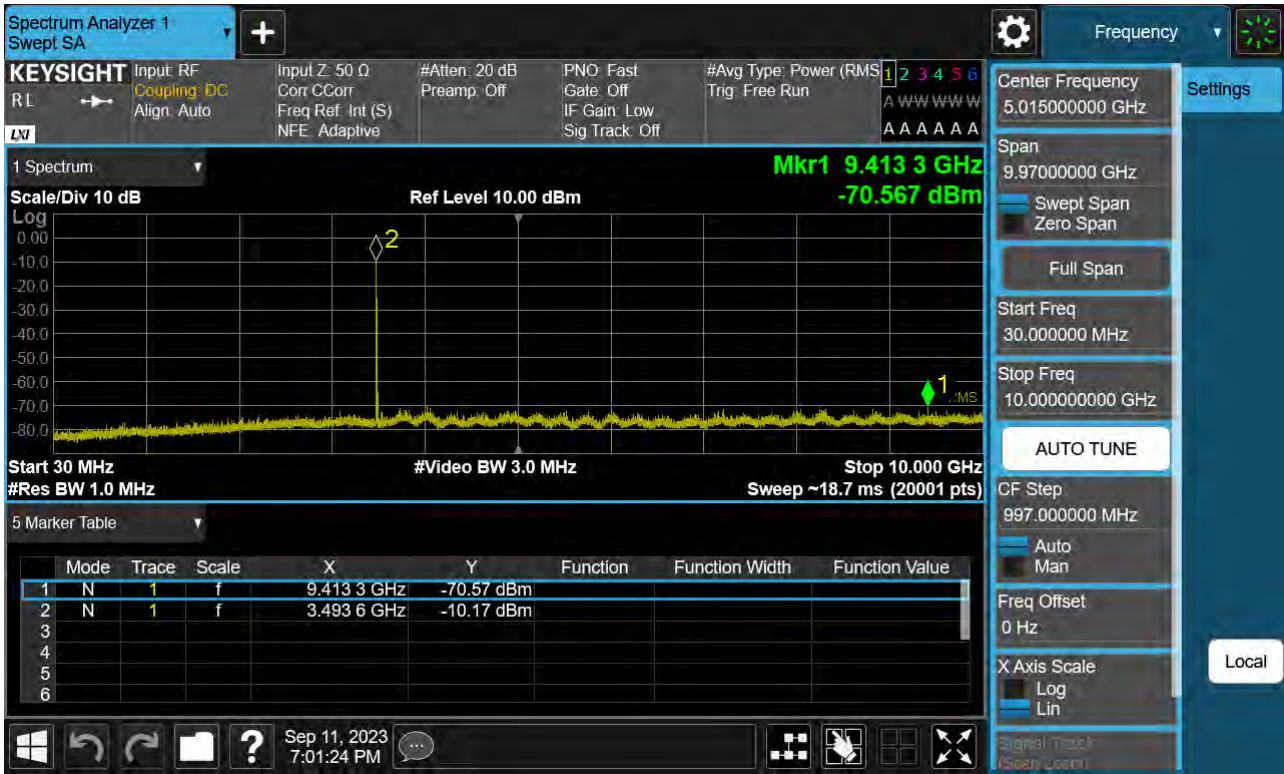 Spectrum Analyzer 1
Swept SA
Frequency
KEYSIGHT
RL
LXI
Input: RF
Coupling: DC
Align: Auto
Input Z: 50 Ω
Corr CCorr
Freq Ref: Int (S)
NFE: Adaptive
#Atten: 20 dB
Preamp: Off
PNO: Fast
Gate: Off
IF Gain: Low
Sig Track: Off
#Avg Type: Power (RMS
Trig: Free Run
1 2 3 4 5 6
A W W W W W
A A A A A A
1 Spectrum
Scale/Div 10 dB
Ref Level 10.00 dBm
Mkr1 9.413 3 GHz
-70.567 dBm
Log
0.00
-10.0
-20.0
-30.0
-40.0
-50.0
-60.0
-70.0
-80.0
2
1
Start 30 MHz
#Video BW 3.0 MHz
Stop 10.000 GHz
#Res BW 1.0 MHz
Sweep ~18.7 ms (20001 pts)
5 Marker Table
Mode Trace Scale X Y Function Function Width Function Value
1 N 1 f 9.413 3 GHz -70.57 dBm
2 N 1 f 3.493 6 GHz -10.17 dBm
3
4
5
6
Sep 11, 2023
7:01:24 PM
Center Frequency
5.015000000 GHz
Settings
Span
9.97000000 GHz
Swept Span
Zero Span
Full Span
Start Freq
30.000000 MHz
Stop Freq
10.000000000 GHz
AUTO TUNE
CF Step
997.000000 MHz
Auto
Man
Freq Offset
0 Hz
X Axis Scale
Log
Lin
Local
Signal Track
(Span Zoom)